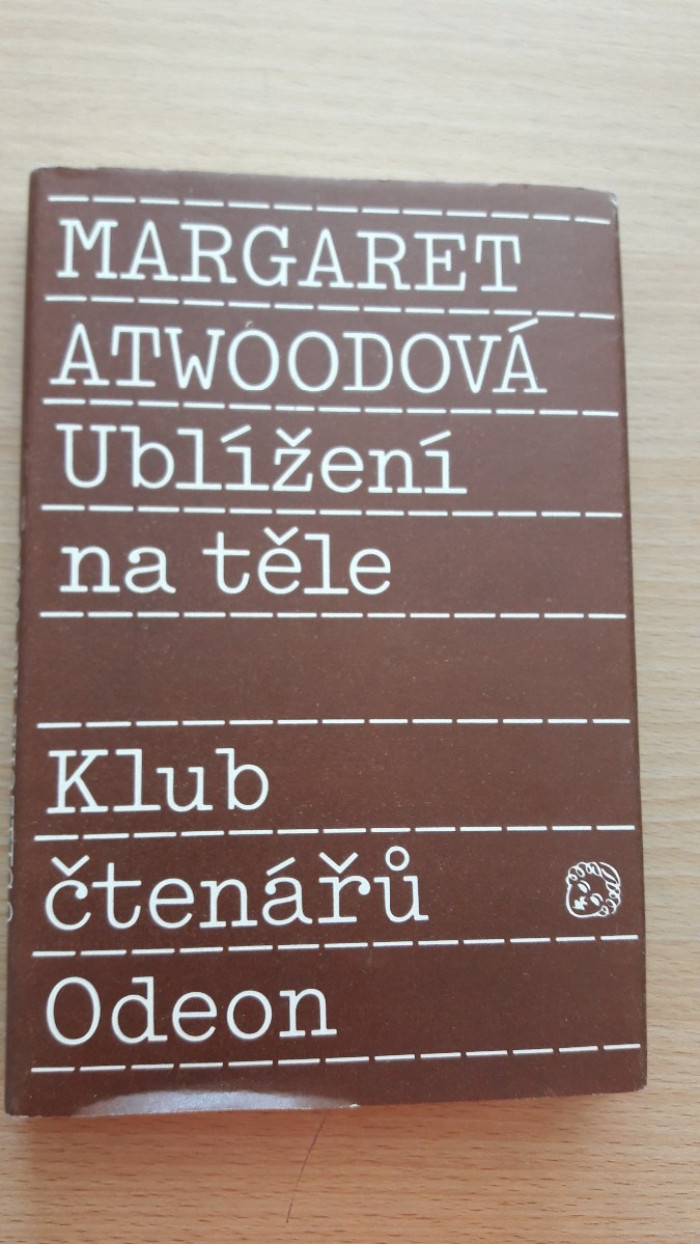 MARGARET
ATWOODOVÁ
Ublížení
na těle
Klub
čtenářů
Odeon